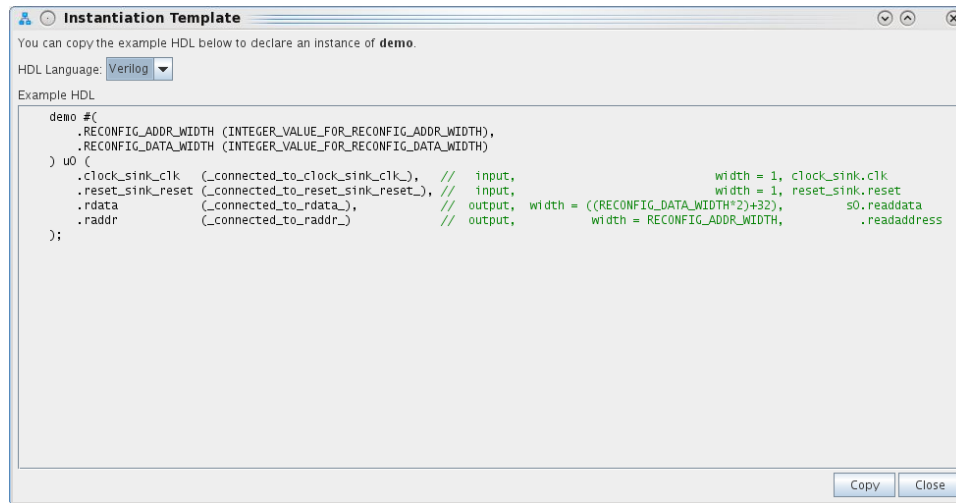 Instantiation Template
You can copy the example HDL below to declare an instance of demo.
HDL Language: Verilog
Example HDL
demo #(
.RECONFIG_ADDR_WIDTH (INTEGER_VALUE_FOR_RECONFIG_ADDR_WIDTH),
.RECONFIG_DATA_WIDTH (INTEGER_VALUE_FOR_RECONFIG_DATA_WIDTH)
) u0 (
.clock_sink_clk (_connected_to_clock_sink_clk_), // input, width = 1, clock_sink.clk
.reset_sink_reset (_connected_to_reset_sink_reset_), // input, width = 1, reset_sink.reset
.rdata (_connected_to_rdata_), // output, width = ((RECONFIG_DATA_WIDTH*2)+32), s0.readdata
.raddr (_connected_to_raddr_) // output, width = RECONFIG_ADDR_WIDTH, .readaddress
);
Copy Close